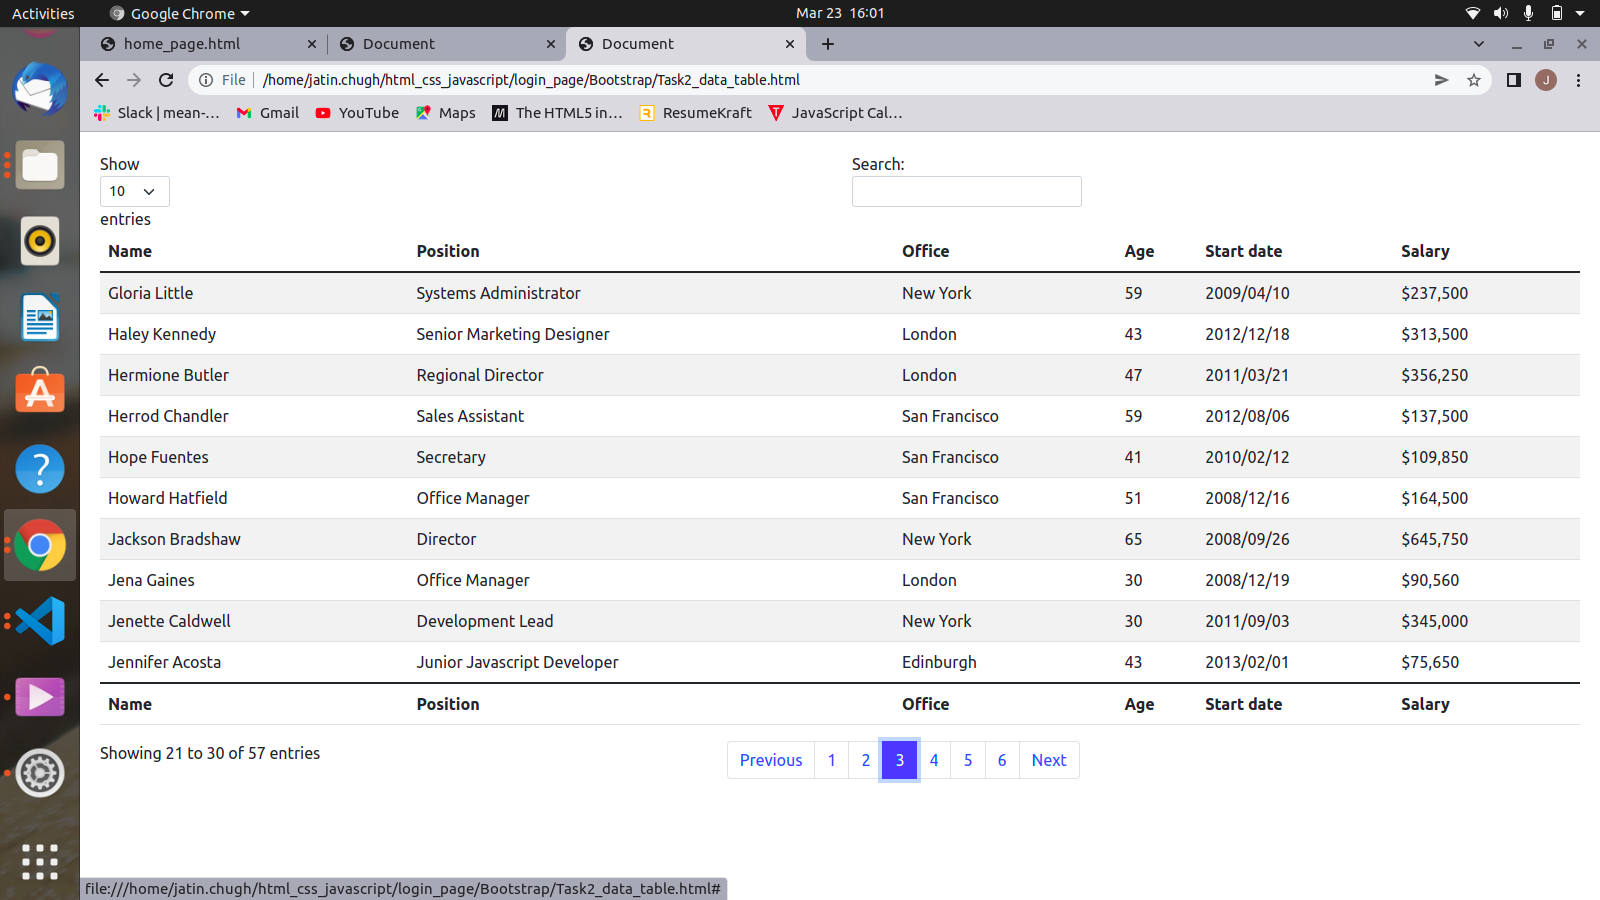 Activities Google Chrome Mar 23 16:01
home_page.html Document Document
File /home/jatin.chugh/html_css_javascript/login_page/Bootstrap/Task2_data_table.html J
Slack | mean-... Gmail YouTube Maps The HTML5 in... ResumeKraft JavaScript Cal...
Show Search:
10
entries
Name Position Office Age Start date Salary
Gloria Little Systems Administrator New York 59 2009/04/10 $237,500
Haley Kennedy Senior Marketing Designer London 43 2012/12/18 $313,500
Hermione Butler Regional Director London 47 2011/03/21 $356,250
Herrod Chandler Sales Assistant San Francisco 59 2012/08/06 $137,500
Hope Fuentes Secretary San Francisco 41 2010/02/12 $109,850
Howard Hatfield Office Manager San Francisco 51 2008/12/16 $164,500
Jackson Bradshaw Director New York 65 2008/09/26 $645,750
Jena Gaines Office Manager London 30 2008/12/19 $90,560
Jenette Caldwell Development Lead New York 30 2011/09/03 $345,000
Jennifer Acosta Junior Javascript Developer Edinburgh 43 2013/02/01 $75,650
Name Position Office Age Start date Salary
Showing 21 to 30 of 57 entries Previous 1 2 3 4 5 6 Next
file:///home/jatin.chugh/html_css_javascript/login_page/Bootstrap/Task2_data_table.html#